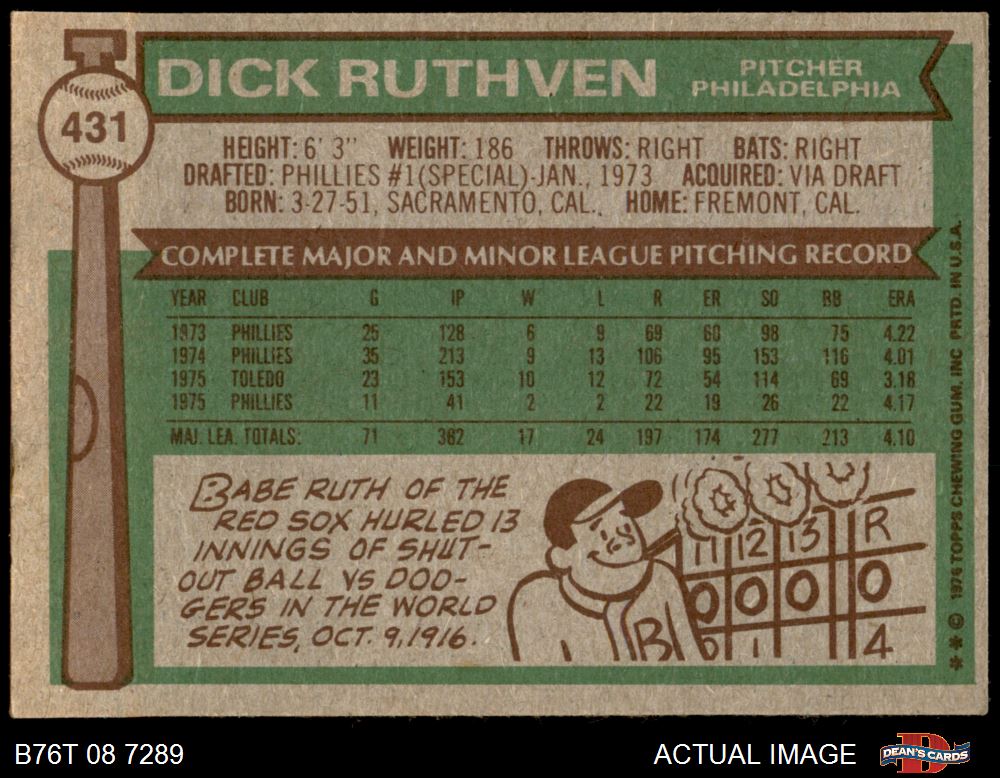 T
431
DICK RUTHVEN
PITCHER
PHILADELPHIA
HEIGHT: 6' 3" WEIGHT: 186 THROWS: RIGHT BATS: RIGHT
DRAFTED: PHILLIES #1(SPECIAL)-JAN., 1973 ACQUIRED: VIA DRAFT
BORN: 3-27-51, SACRAMENTO, CAL., HOME: FREMONT, CAL.
COMPLETE MAJOR AND MINOR LEAGUE PITCHING RECORD
YEAR CLUB G IP W L R ER SO BB ERA
1973 PHILLIES 25 128 6 9 69 60 98 75 4.22
1974 PHILLIES 35 213 9 13 106 95 153 116 4.01
1975 TOLEDO 23 153 10 12 72 54 114 69 3.18
1975 PHILLIES 11 41 2 2 22 19 26 22 4.17
MAJ. LEA. TOTALS: 71 382 17 24 197 174 277 213 4.10
BABE RUTH OF THE
RED SOX HURLED 13
INNINGS OF SHUT-
OUT BALL VS DOD-
GERS IN THE WORLD
SERIES, OCT. 9, 1916.
11 12 13 R
0 0 0 0
0 1 4
B
** © 1976 TOPPS CHEWING GUM, INC PRTD. IN U.S.A.
B76T 08 7289
ACTUAL IMAGE
DEAN'S CARDS